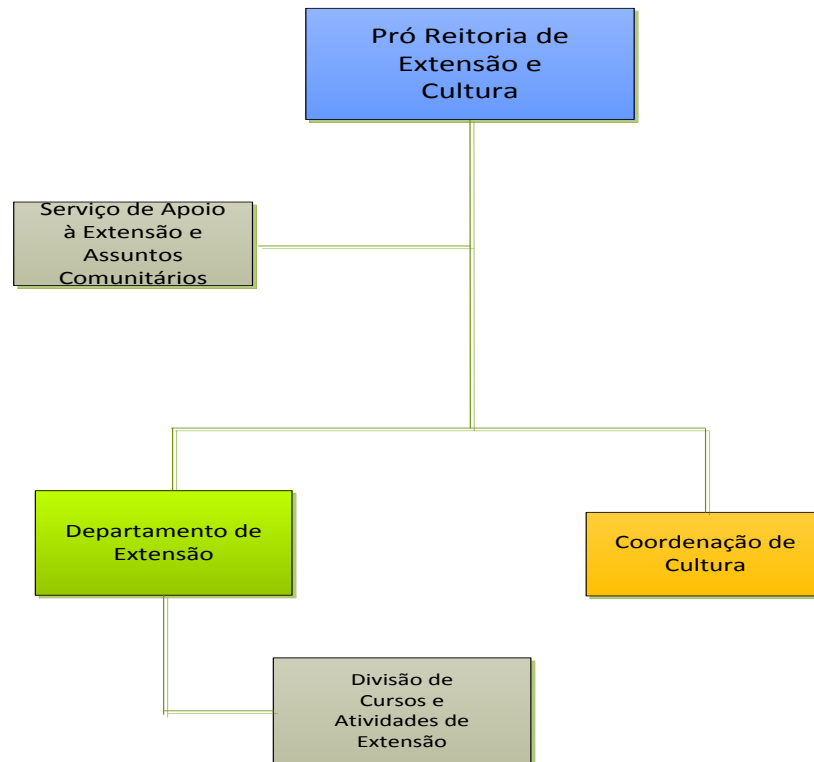 Pró Reitoria de
Extensão e
Cultura
Serviço de Apoio
à Extensão e
Assuntos
Comunitários
Departamento de
Extensão
Coordenação de
Cultura
Divisão de
Cursos e
Atividades de
Extensão